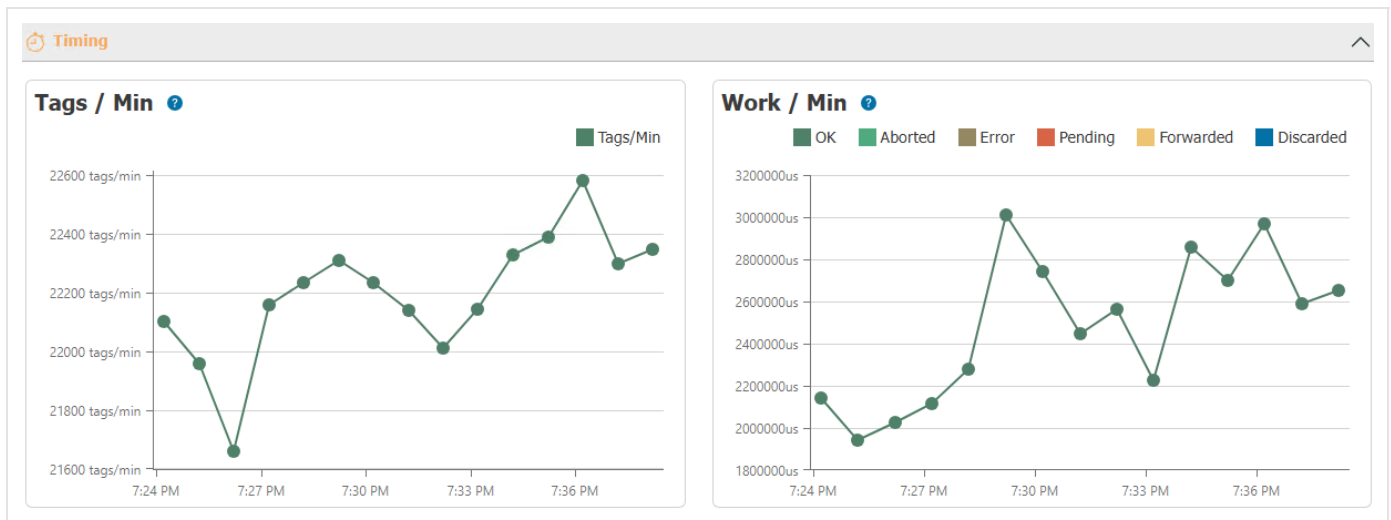 Timing
Tags / Min ?
Tags/Min
22600 tags/min
22400 tags/min
22200 tags/min
22000 tags/min
21800 tags/min
21600 tags/min
7:24 PM 7:27 PM 7:30 PM 7:33 PM 7:36 PM
Work / Min ?
OK Aborted Error Pending Forwarded Discarded
3200000us
3000000us
2800000us
2600000us
2400000us
2200000us
2000000us
1800000us
7:24 PM 7:27 PM 7:30 PM 7:33 PM 7:36 PM